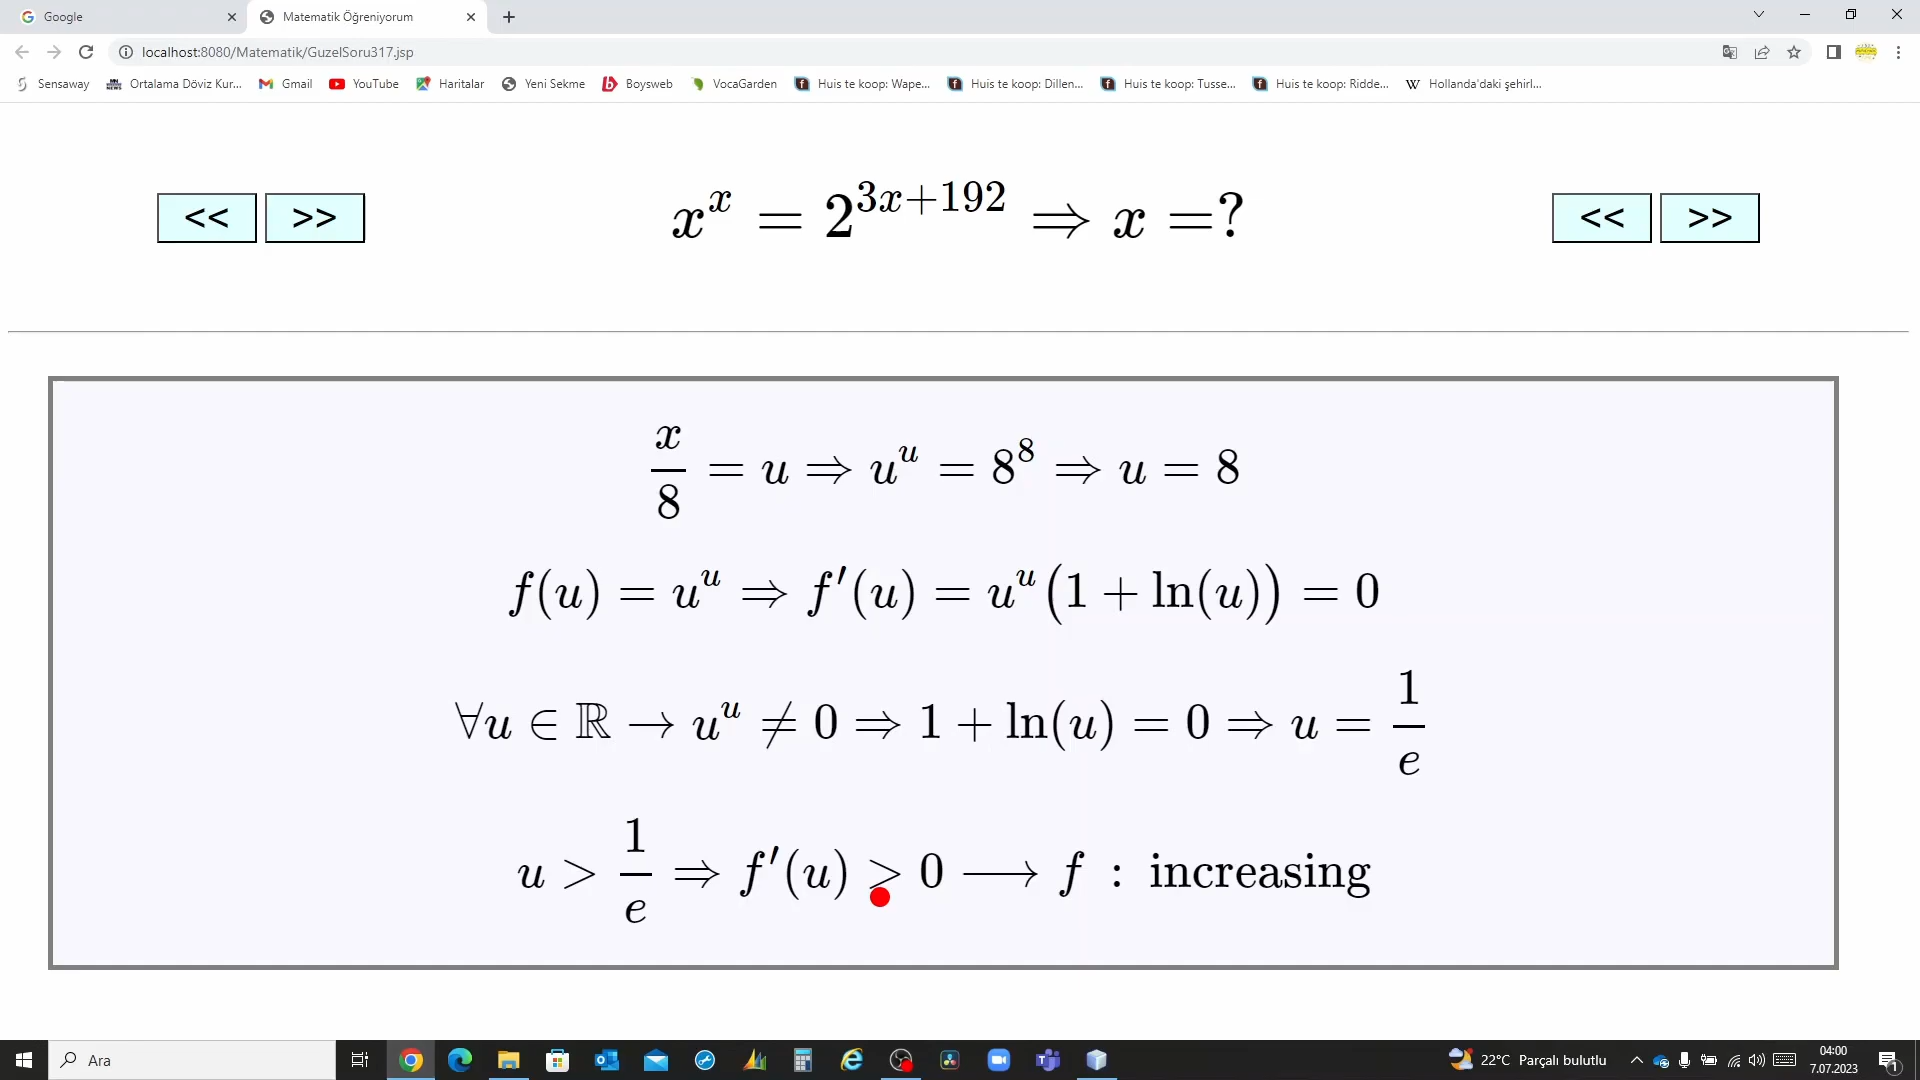 Google
Matematik Öğreniyorum
localhost:8080/Matematik/GuzelSoru317.jsp
Sensaway Ortalama Döviz Kur... Gmail YouTube Haritalar Yeni Sekme Boysweb VocaGarden Huis te koop: Wape... Huis te koop: Dillen... Huis te koop: Tusse... Huis te koop: Ridde... Hollanda'daki şehirl...
<< >> x^x = 2^{3x+192} ⇒ x =? << >>
x/8 = u ⇒ u^u = 8^8 ⇒ u = 8
f(u) = u^u ⇒ f′(u) = u^u(1 + ln(u)) = 0
∀u ∈ ℝ → u^u ≠ 0 ⇒ 1 + ln(u) = 0 ⇒ u = 1/e
u > 1/e ⇒ f′(u) > 0 ⟶ f : increasing
Ara
22°C Parçalı bulutlu
04:00
7.07.2023
1